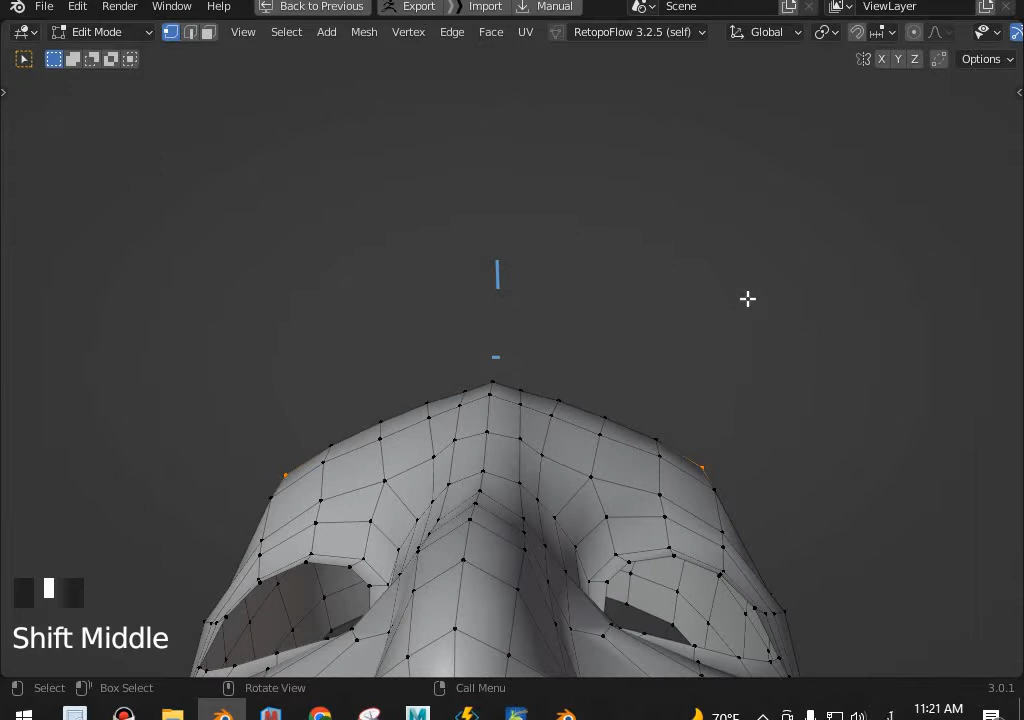 File Edit Render Window Help Back to Previous Export Import Manual Scene ViewLayer
Edit Mode View Select Add Mesh Vertex Edge Face UV RetopoFlow 3.2.5 (self) Global
X Y Z Options
Shift Middle
Select Box Select Rotate View Call Menu 3.0.1
70°F 11:21 AM